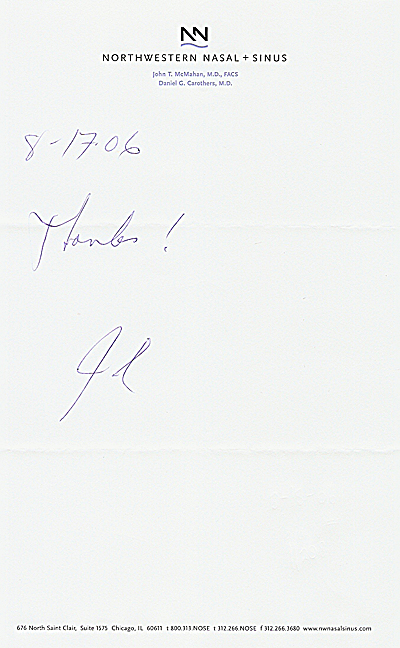 NORTHWESTERN NASAL + SINUS
John T. McMahan, M.D., FACS
Daniel G. Carothers, M.D.
8-17-06
Thanks!
676 North Saint Clair, Suite 1575 Chicago, IL 60611 t 800.313.NOSE t 312.266.NOSE f 312.266.3680 www.nwnasalsinus.com